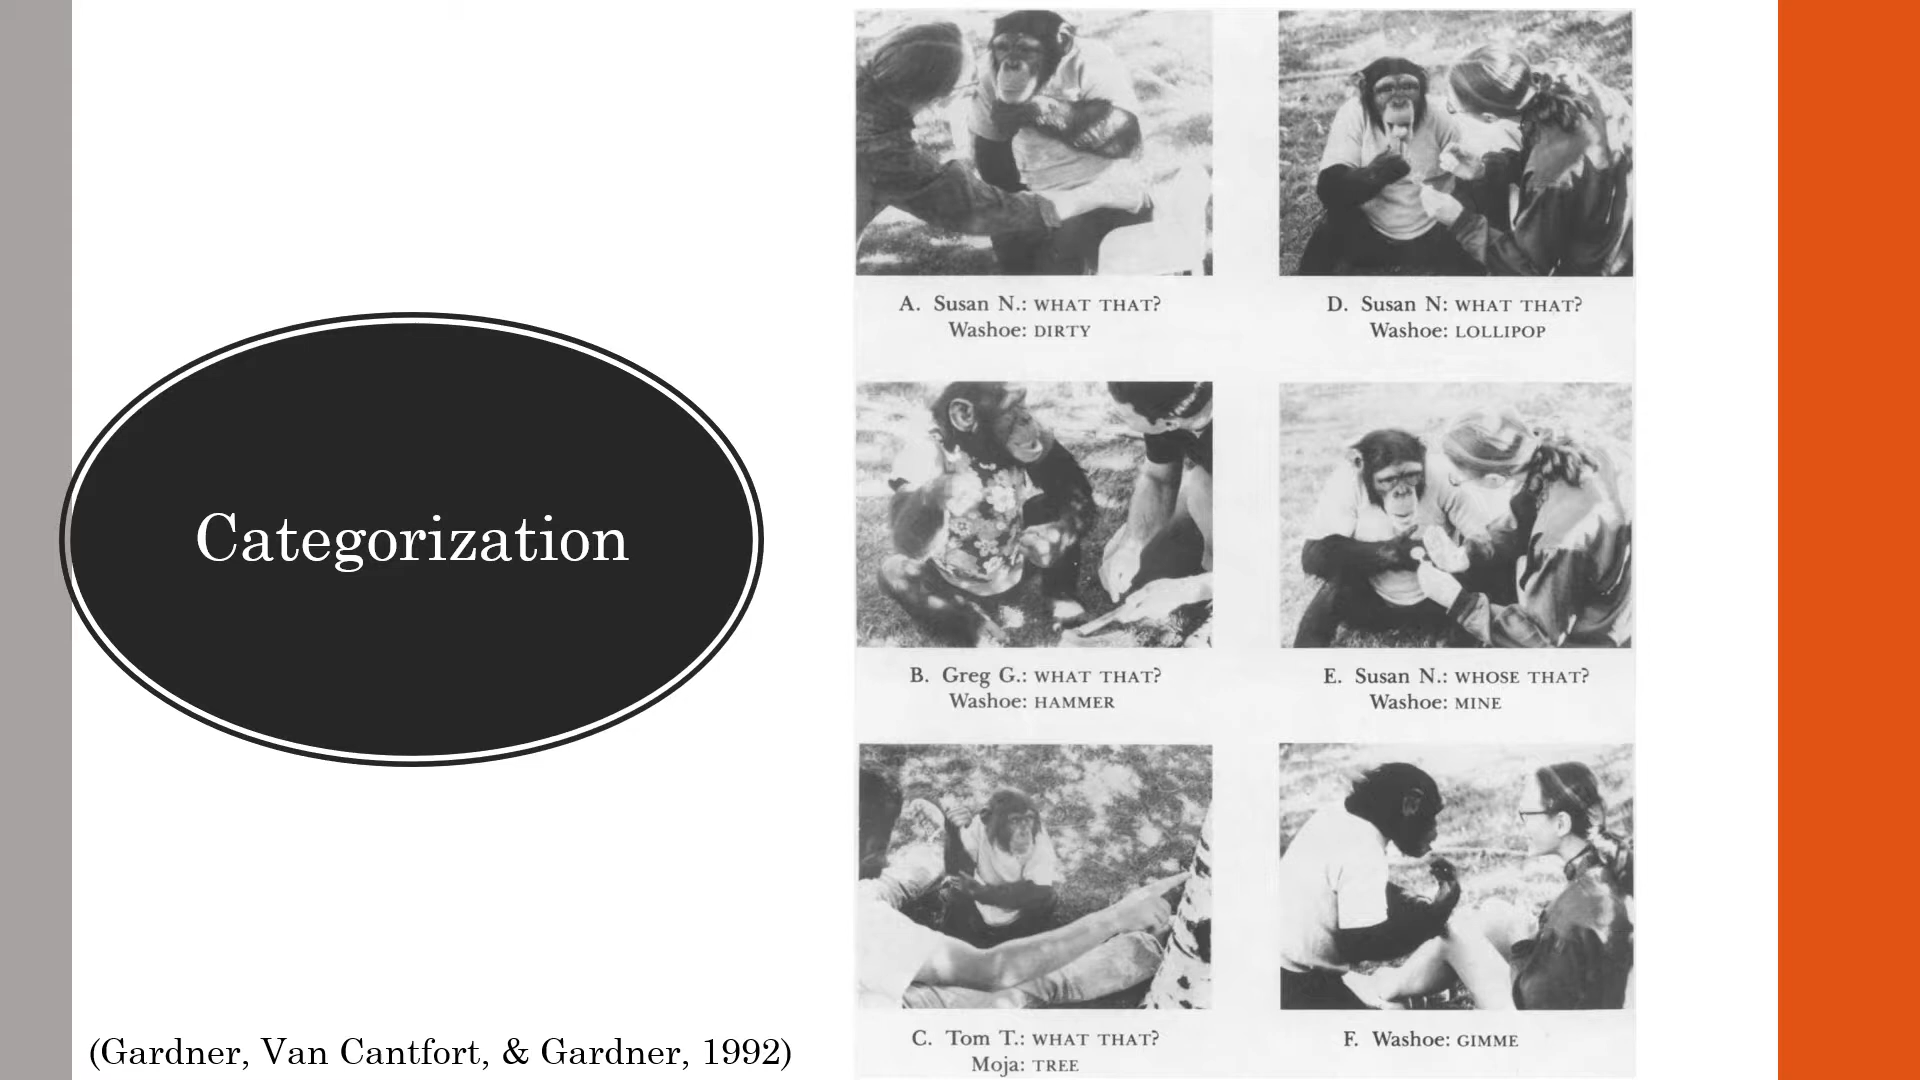 Categorization
(Gardner, Van Cantfort, & Gardner, 1992)
A. Susan N.: WHAT THAT?
Washoe: DIRTY
B. Greg G.: WHAT THAT?
Washoe: HAMMER
C. Tom T.: WHAT THAT?
Moja: TREE
D. Susan N: WHAT THAT?
Washoe: LOLLIPOP
E. Susan N.: WHOSE THAT?
Washoe: MINE
F. Washoe: GIMME